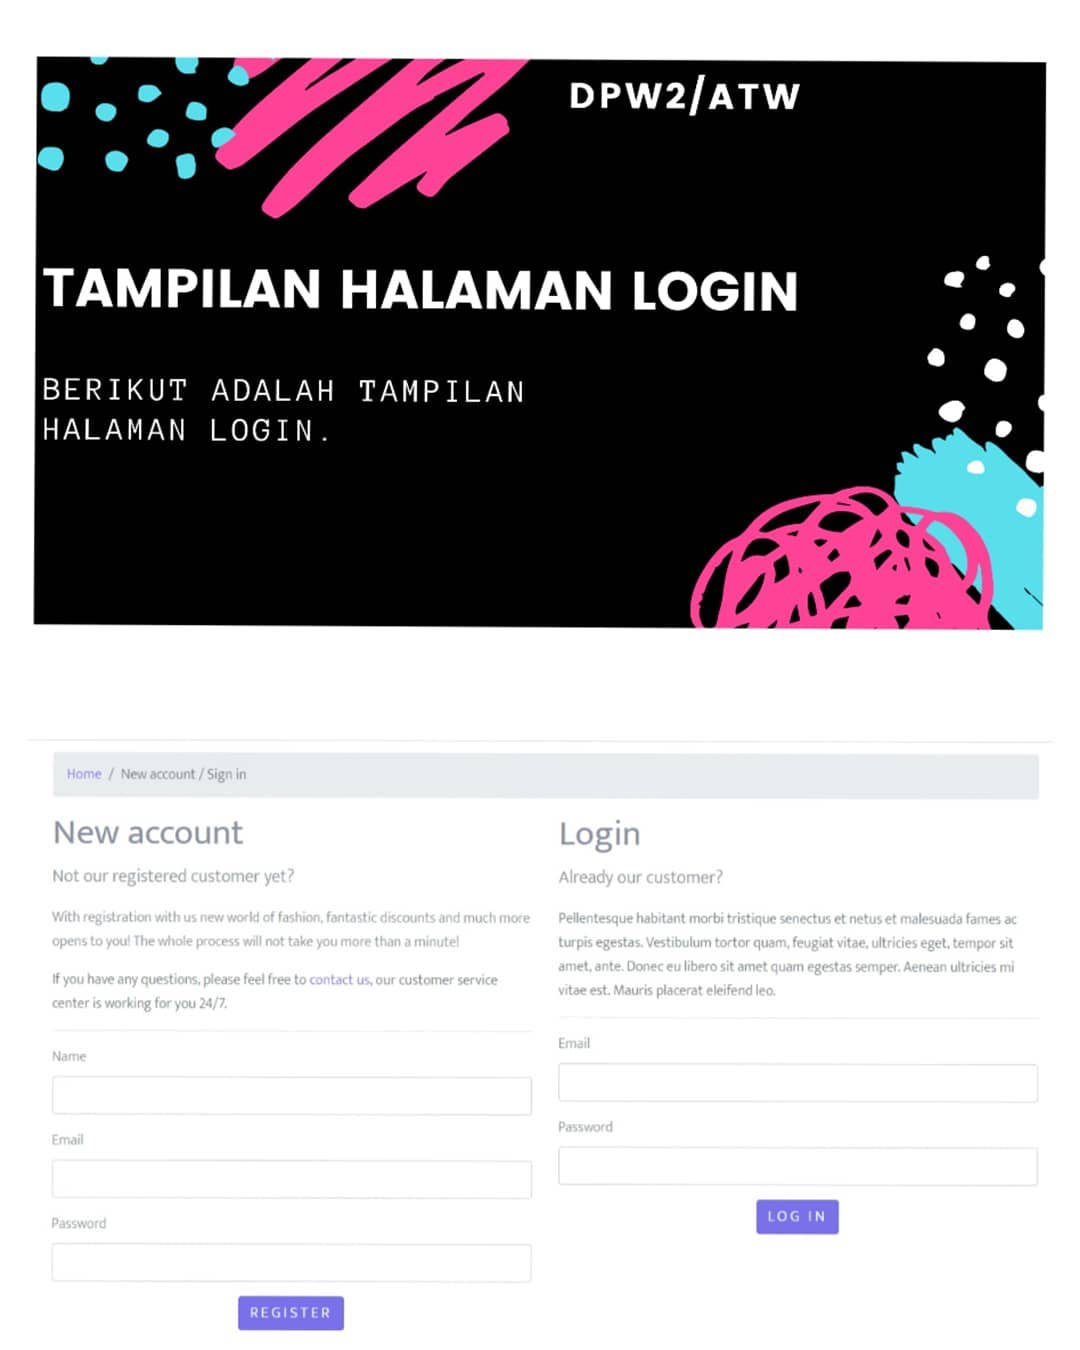 DPW2/ATW
TAMPILAN HALAMAN LOGIN
BERIKUT ADALAH TAMPILAN
HALAMAN LOGIN.
Home / New account / Sign in
New account
Not our registered customer yet?
With registration with us new world of fashion, fantastic discounts and much more
opens to you! The whole process will not take you more than a minute!
If you have any questions, please feel free to contact us, our customer service
center is working for you 24/7.
Name
Email
Password
REGISTER
Login
Already our customer?
Pellentesque habitant morbi tristique senectus et netus et malesuada fames ac
turpis egestas. Vestibulum tortor quam, feugiat vitae, ultricies eget, tempor sit
amet, ante. Donec eu libero sit amet quam egestas semper. Aenean ultricies mi
vitae est. Mauris placerat eleifend leo.
Email
Password
LOG IN